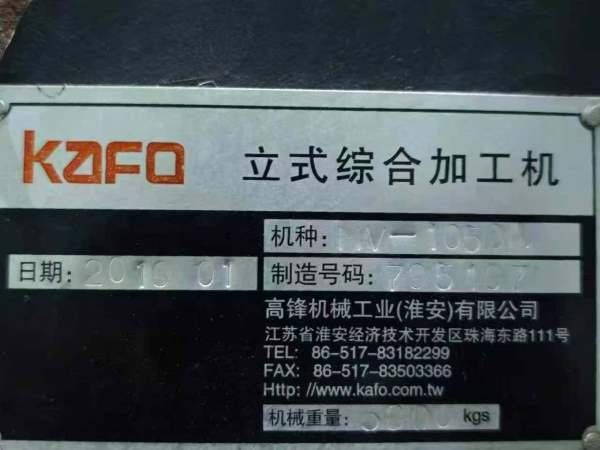 KAFO 立式综合加工机
机种:
日期: 2010 01 制造号码:
高锋机械工业(淮安)有限公司
江苏省淮安经济技术开发区珠海东路111号
TEL: 86-517-83182299
FAX: 86-517-83503366
Http: //www.kafo.com.tw
机械重量: kgs